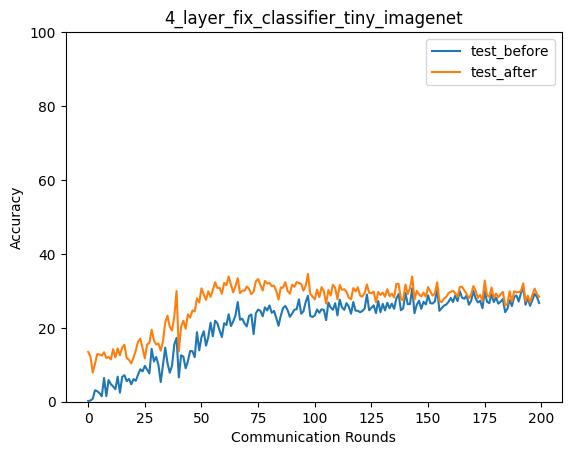 4_layer_fix_classifier_tiny_imagenet
100
80
60
40
20
0
Accuracy
test_before
test_after
0 25 50 75 100 125 150 175 200
Communication Rounds